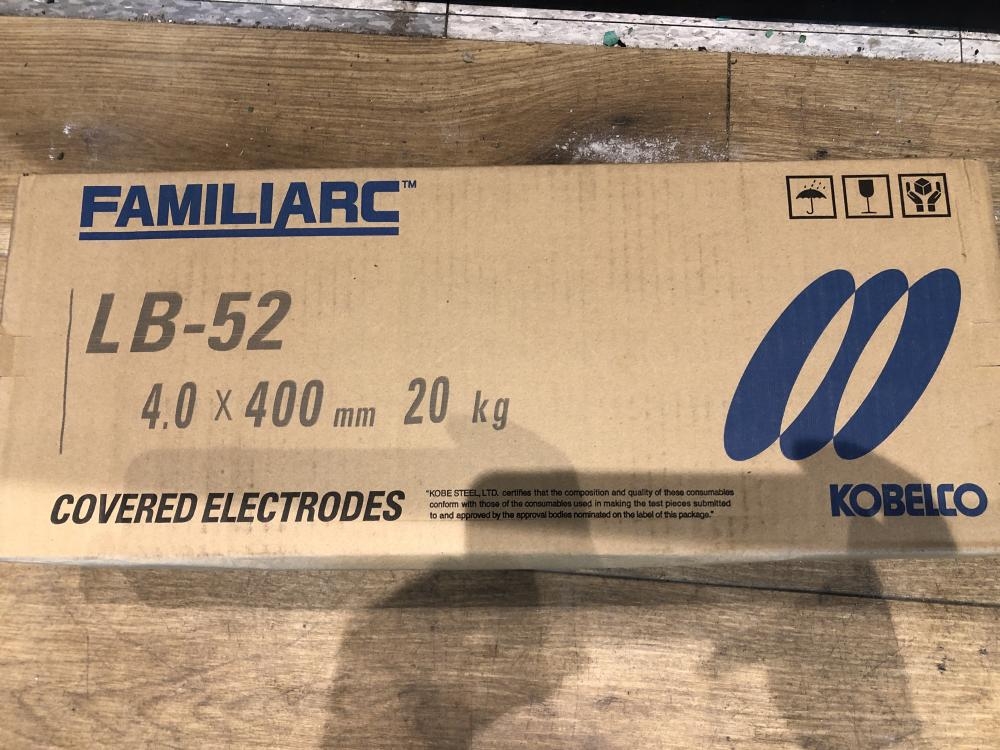 FAMILIARC™
LB-52
4.0 × 400 mm 20 kg
COVERED ELECTRODES
"KOBE STEEL, LTD. certifies that the composition and quality of these consumables
conform with those of the consumables used in making the test pieces submitted
to and approved by the approval bodies nominated on the label of this package."
KOBELCO